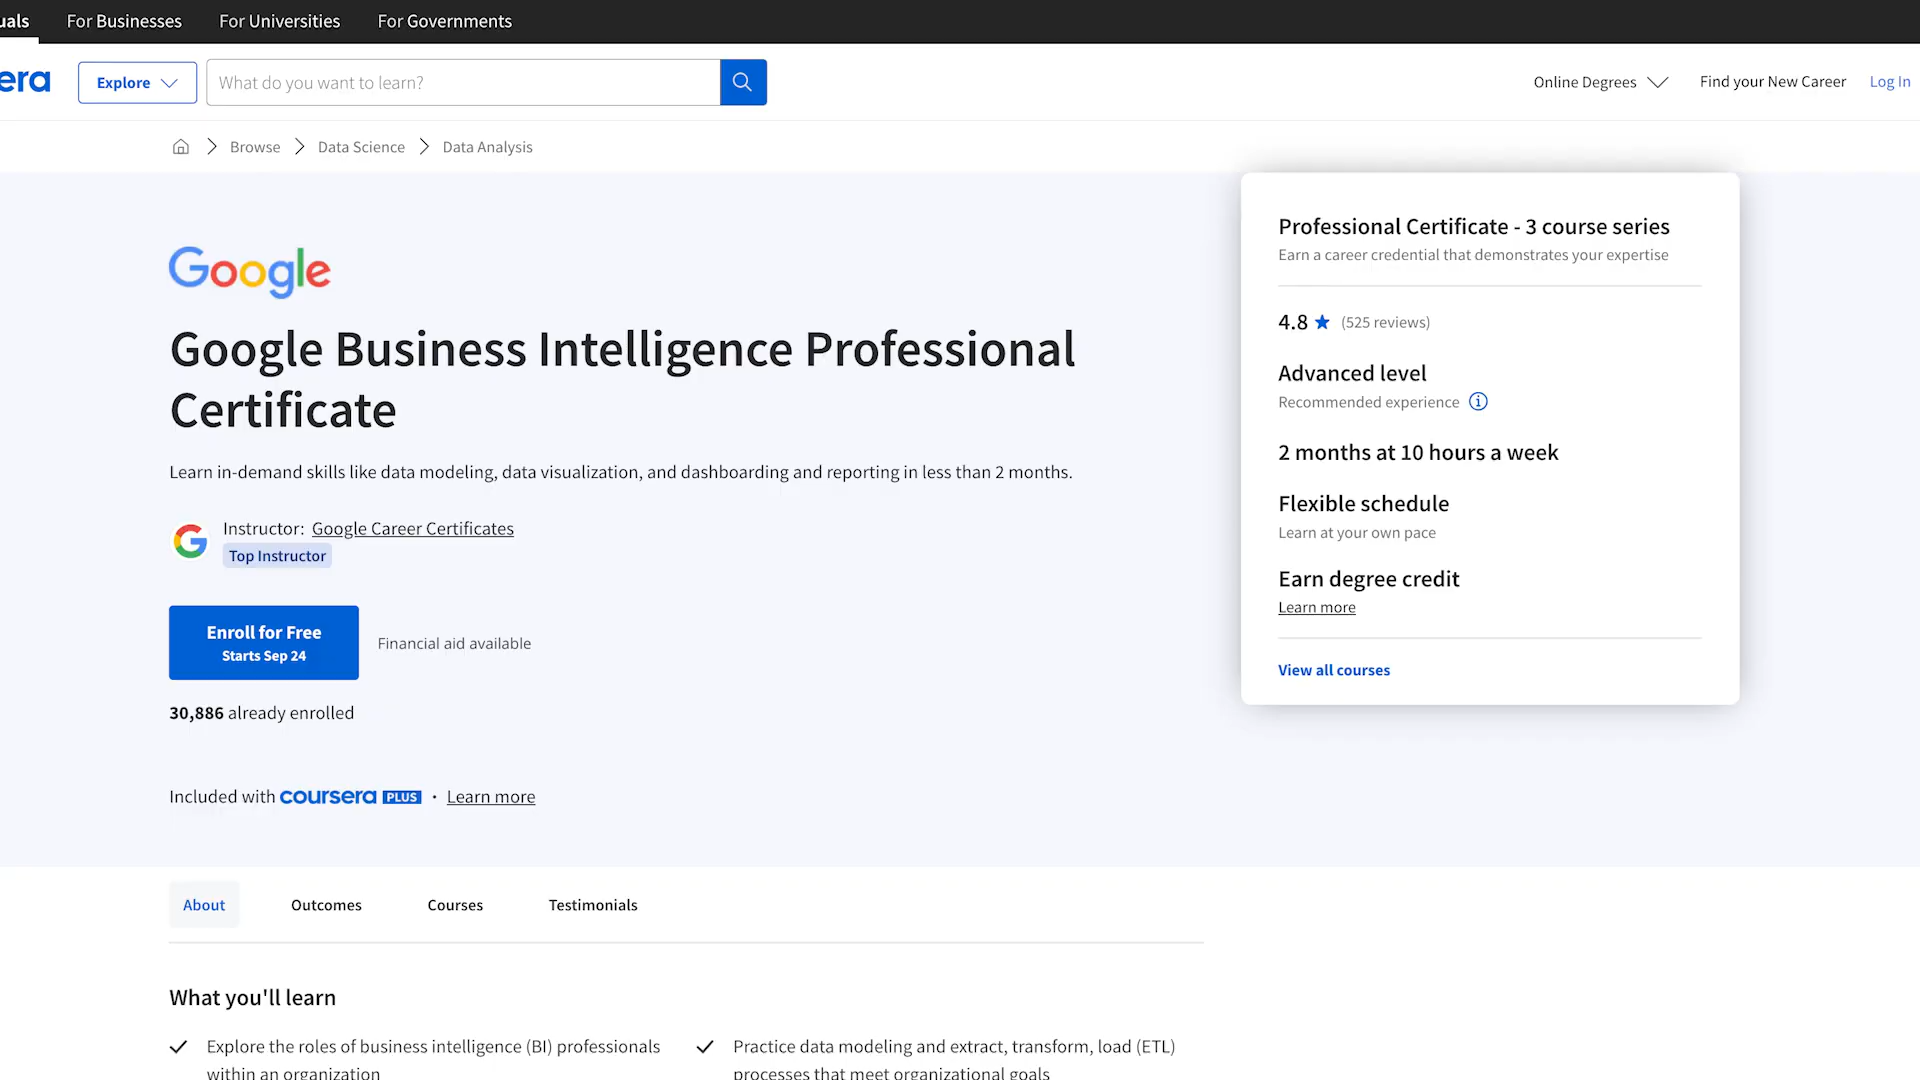 uals For Businesses For Universities For Governments
era Explore What do you want to learn? Online Degrees Find your New Career Log In
Browse Data Science Data Analysis
Google
Google Business Intelligence Professional
Certificate
Learn in-demand skills like data modeling, data visualization, and dashboarding and reporting in less than 2 months.
Instructor: Google Career Certificates
Top Instructor
Enroll for Free
Starts Sep 24
Financial aid available
30,886 already enrolled
Included with coursera PLUS • Learn more
Professional Certificate - 3 course series
Earn a career credential that demonstrates your expertise
4.8 ★ (525 reviews)
Advanced level
Recommended experience
2 months at 10 hours a week
Flexible schedule
Learn at your own pace
Earn degree credit
Learn more
View all courses
About Outcomes Courses Testimonials
What you'll learn
Explore the roles of business intelligence (BI) professionals
within an organization
Practice data modeling and extract, transform, load (ETL)
processes that meet organizational goals